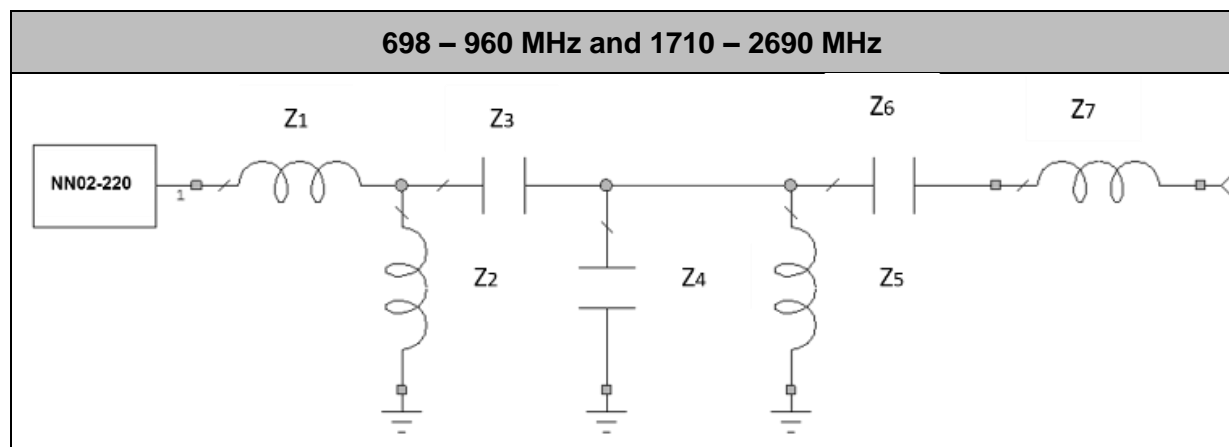 698 – 960 MHz and 1710 – 2690 MHz
Z1
Z3
Z6
Z7
NN02-220
1
Z2
Z4
Z5